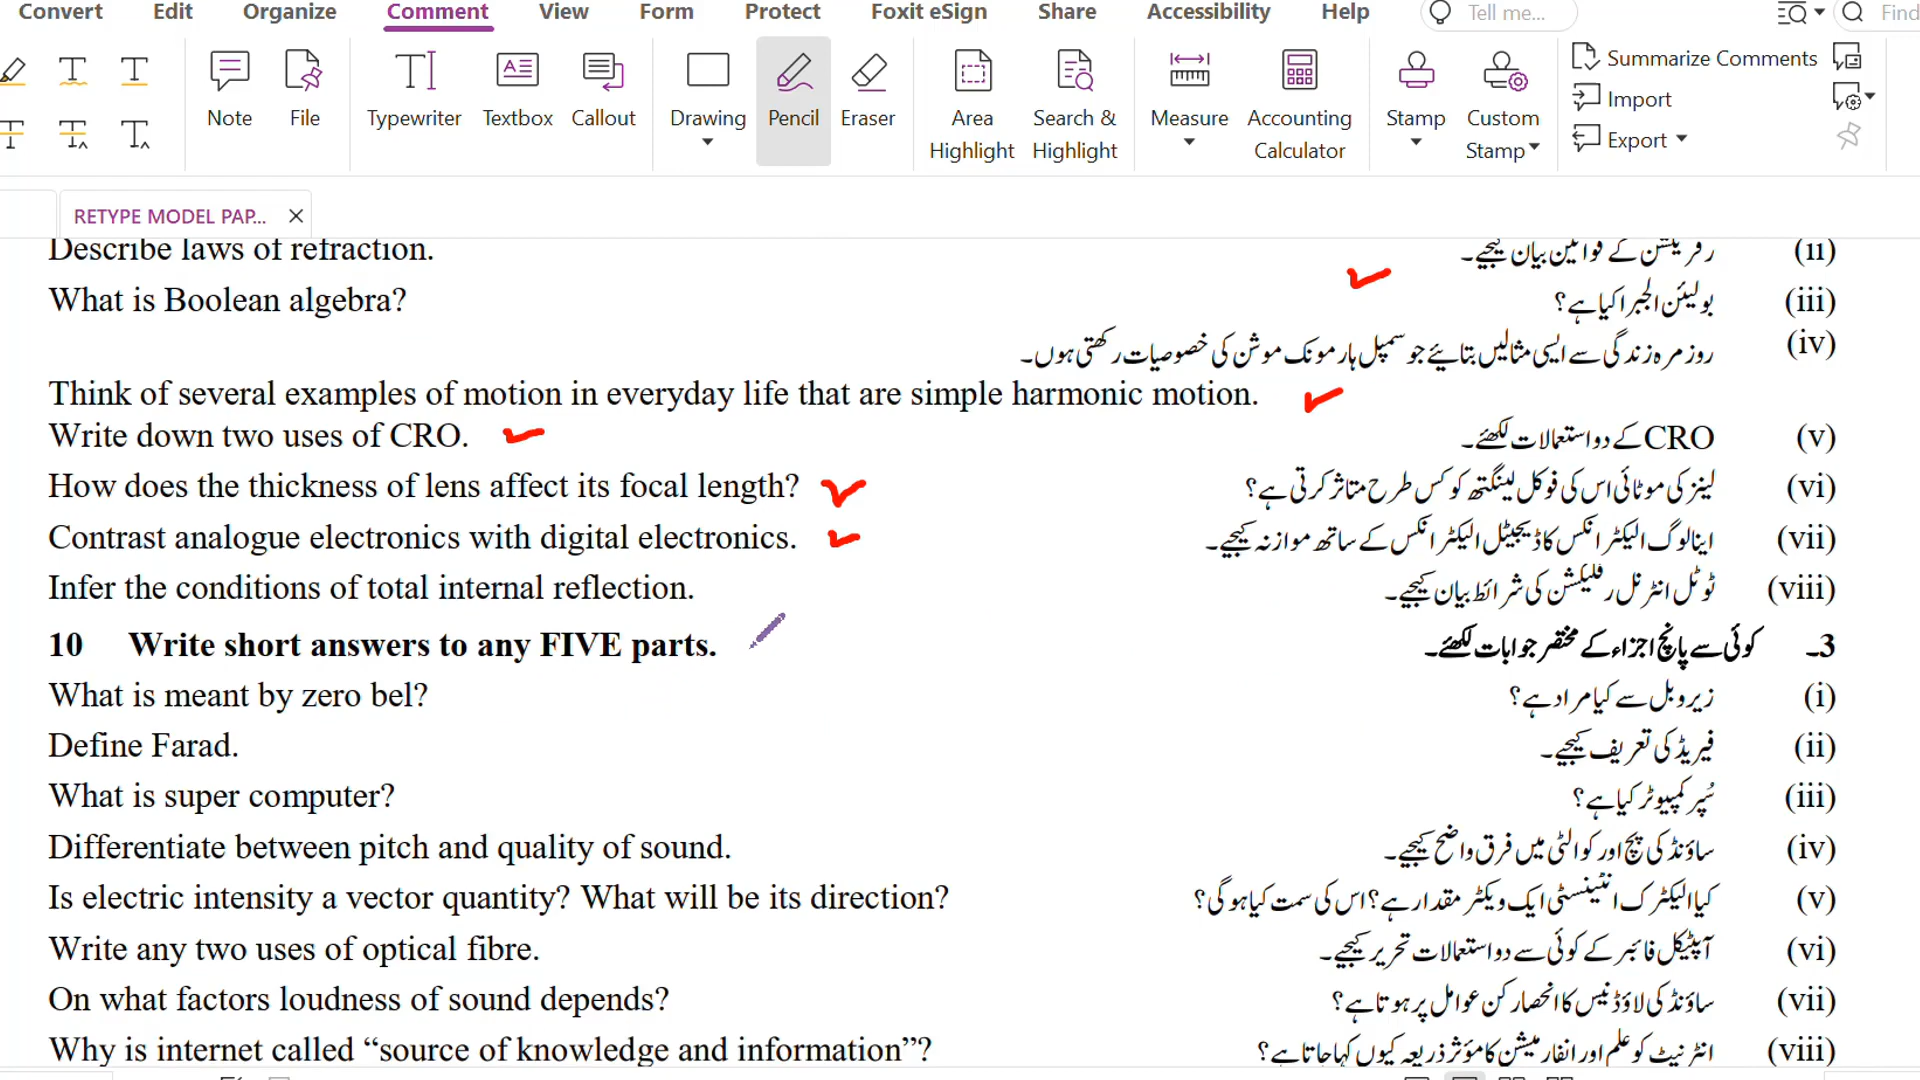 Convert Edit Organize Comment View Form Protect Foxit eSign Share Accessibility Help Tell me... Find
Note File Typewriter Textbox Callout Drawing Pencil Eraser Area Highlight Search & Highlight Measure Accounting Calculator Stamp Custom Stamp
Summarize Comments
Import
Export
RETYPE MODEL PAP...
Describe laws of refraction. رفریکشن کے قوانین بیان کیجیے۔ (ii)
What is Boolean algebra? بولیئن الجبرا کیا ہے؟ (iii)
روزمرہ زندگی سے ایسی مثالیں بتایئے جو سمپل ہارمونک موشن کی خصوصیات رکھتی ہوں۔ (iv)
Think of several examples of motion in everyday life that are simple harmonic motion.
Write down two uses of CRO. CRO کے دو استعمالات لکھئے۔ (v)
How does the thickness of lens affect its focal length? لینز کی موٹائی اس کی فوکل لینگتھ کو کس طرح متاثر کرتی ہے؟ (vi)
Contrast analogue electronics with digital electronics. اینالوگ الیکٹرانکس کا ڈیجیٹل الیکٹرانکس کے ساتھ موازنہ کیجیے۔ (vii)
Infer the conditions of total internal reflection. ٹوٹل انٹرنل رفلیکشن کی شرائط بیان کیجیے۔ (viii)
10 Write short answers to any FIVE parts. کوئی سے پانچ اجزاء کے مختصر جوابات لکھئے۔ 3۔
What is meant by zero bel? زیرو بل سے کیا مراد ہے؟ (i)
Define Farad. فیریڈ کی تعریف کیجیے۔ (ii)
What is super computer? سُپر کمپیوٹر کیا ہے؟ (iii)
Differentiate between pitch and quality of sound. ساؤنڈ کی پچ اور کوالٹی میں فرق واضح کیجیے۔ (iv)
Is electric intensity a vector quantity? What will be its direction? کیا الیکٹرک انٹینسٹی ایک ویکٹر مقدار ہے؟ اس کی سمت کیا ہو گی؟ (v)
Write any two uses of optical fibre. آپٹیکل فائبر کے کوئی سے دو استعمالات تحریر کیجیے۔ (vi)
On what factors loudness of sound depends? ساؤنڈ کی لاؤڈنیس کا انحصار کن عوامل پر ہوتا ہے؟ (vii)
Why is internet called “source of knowledge and information”? انٹرنیٹ کو علم اور انفارمیشن کا مؤثر ذریعہ کیوں کہا جاتا ہے؟ (viii)